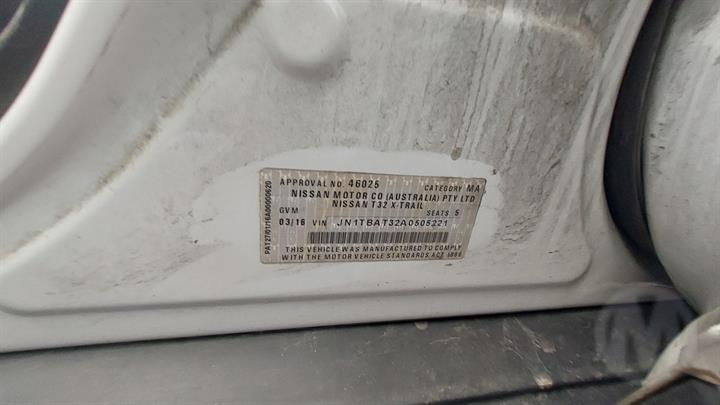 APPROVAL NO. 46025 CATEGORY MA
NISSAN MOTOR CO (AUSTRALIA) PTY LTD
NISSAN T32 X-TRAIL
GVM SEATS 5
03/16 VIN JN1TBAT32A0505221
THIS VEHICLE WAS MANUFACTURED TO COMPLY
WITH THE MOTOR VEHICLE STANDARDS ACT 1989
M